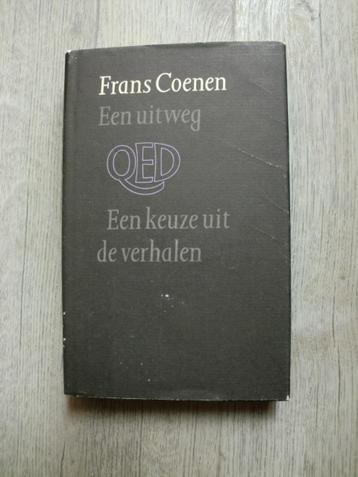 Frans Coenen
Een uitweg
QED
Een keuze uit
de verhalen